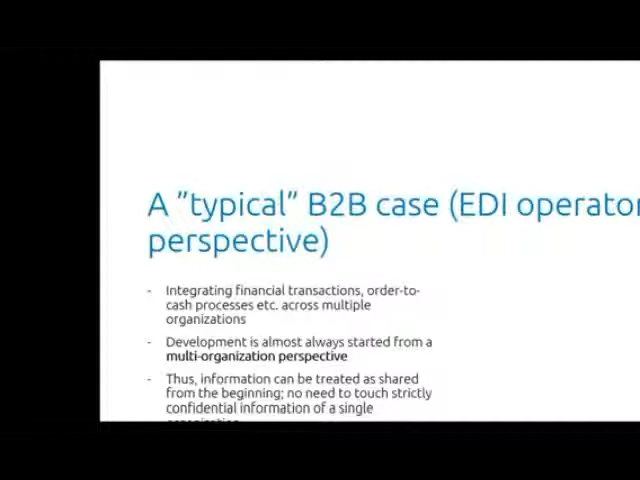 A ”typical” B2B case (EDI operator
perspective)
- Integrating financial transactions, order-to-
cash processes etc. across multiple
organizations
- Development is almost always started from a
multi-organization perspective
- Thus, information can be treated as shared
from the beginning; no need to touch strictly
confidential information of a single